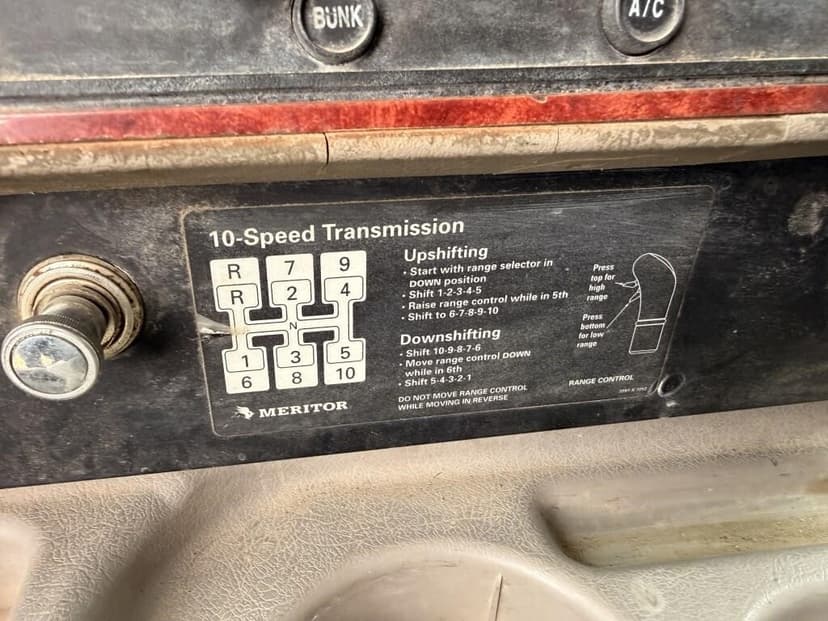 BUNK
A/C
10-Speed Transmission
R 7 9
R 2 4
N
1 3 5
6 8 10
MERITOR
Upshifting
· Start with range selector in
DOWN position
· Shift 1-2-3-4-5
· Raise range control while in 5th
· Shift to 6-7-8-9-10
Downshifting
· Shift 10-9-8-7-6
· Move range control DOWN
while in 6th
· Shift 5-4-3-2-1
DO NOT MOVE RANGE CONTROL
WHILE MOVING IN REVERSE
Press
top for
high
range
Press
bottom
for low
range
RANGE CONTROL